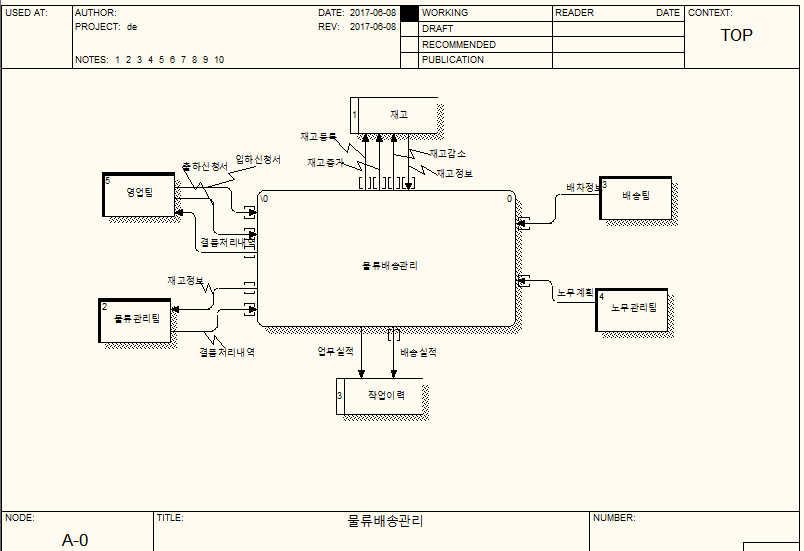 USED AT:
AUTHOR:
DATE: 2017-06-08
WORKING
READER
DATE
CONTEXT:
PROJECT: de
REV: 2017-06-08
DRAFT
TOP
RECOMMENDED
NOTES: 1 2 3 4 5 6 7 8 9 10
PUBLICATION
1
재고
재고등록
재고증가
재고감소
재고정보
출하신청서
입하신청서
5
영업팀
결품처리내역
\0
0
물류배송관리
배차정보
3
배송팀
재고정보
2
물류관리팀
결품처리내역
노무계획
4
노무관리팀
업무실적
배송실적
3
작업이력
NODE:
TITLE:
물류배송관리
NUMBER:
A-0